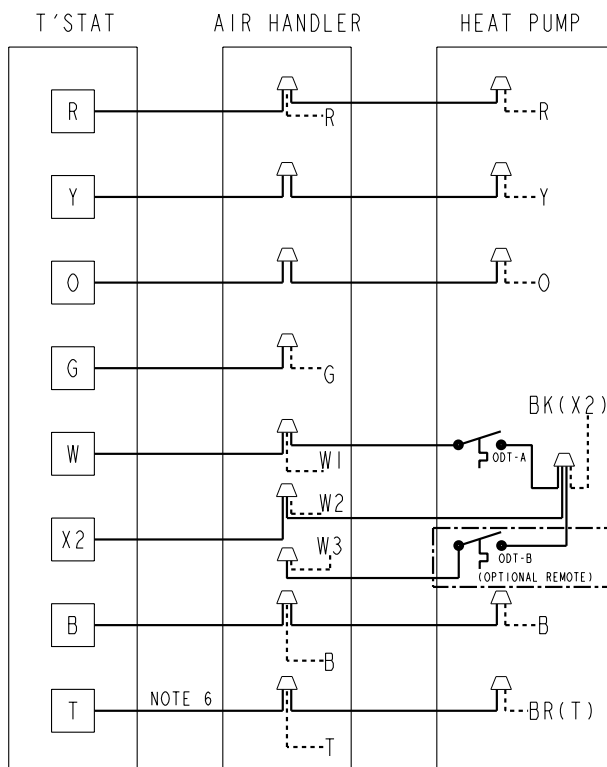 T'STAT AIR HANDLER HEAT PUMP
R R R
Y Y
O O
G G
BK(X2)
W W1 ODT-A
W2
X2 W3 ODT-B
(OPTIONAL REMOTE)
B B B
T NOTE 6 T BR(T)